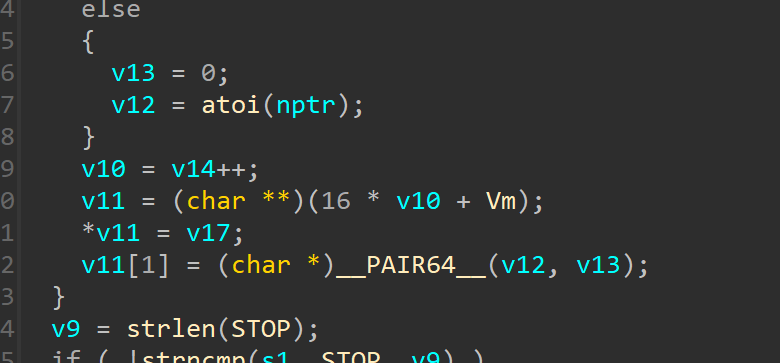 4 else
5 {
6 v13 = 0;
7 v12 = atoi(nptr);
8 }
9 v10 = v14++;
0 v11 = (char **)(16 * v10 + Vm);
1 *v11 = v17;
2 v11[1] = (char *)__PAIR64__(v12, v13);
3 }
4 v9 = strlen(STOP);
5 if ( !strncmp(s1, STOP, v9) )